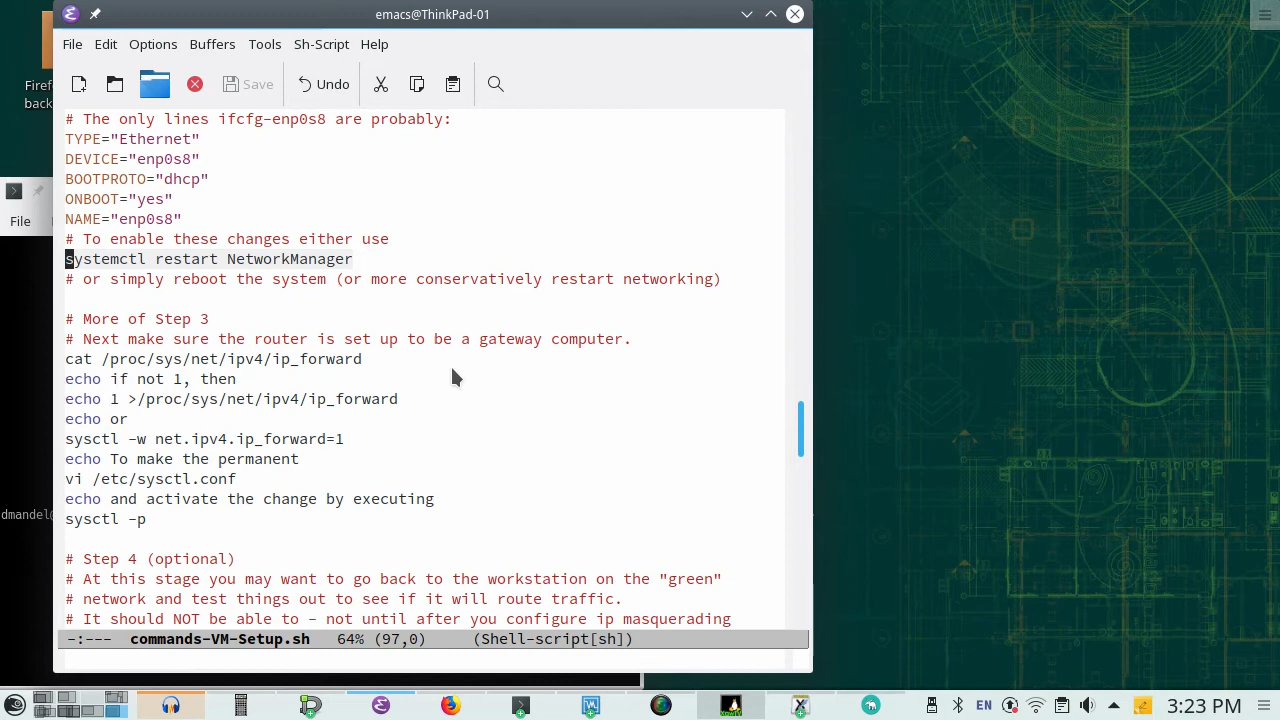 emacs@ThinkPad-01
File Edit Options Buffers Tools Sh-Script Help
Save Undo
# The only lines ifcfg-enp0s8 are probably:
TYPE="Ethernet"
DEVICE="enp0s8"
BOOTPROTO="dhcp"
ONBOOT="yes"
NAME="enp0s8"
# To enable these changes either use
systemctl restart NetworkManager
# or simply reboot the system (or more conservatively restart networking)
# More of Step 3
# Next make sure the router is set up to be a gateway computer.
cat /proc/sys/net/ipv4/ip_forward
echo if not 1, then
echo 1 >/proc/sys/net/ipv4/ip_forward
echo or
sysctl -w net.ipv4.ip_forward=1
echo To make the permanent
vi /etc/sysctl.conf
echo and activate the change by executing
sysctl -p
# Step 4 (optional)
# At this stage you may want to go back to the workstation on the "green"
# network and test things out to see if it will route traffic.
# It should NOT be able to - not until after you configure ip masquerading
-:--- commands-VM-Setup.sh 64% (97,0) (Shell-script[sh])
Firef
back
File
dmandel@
EN
3:23 PM